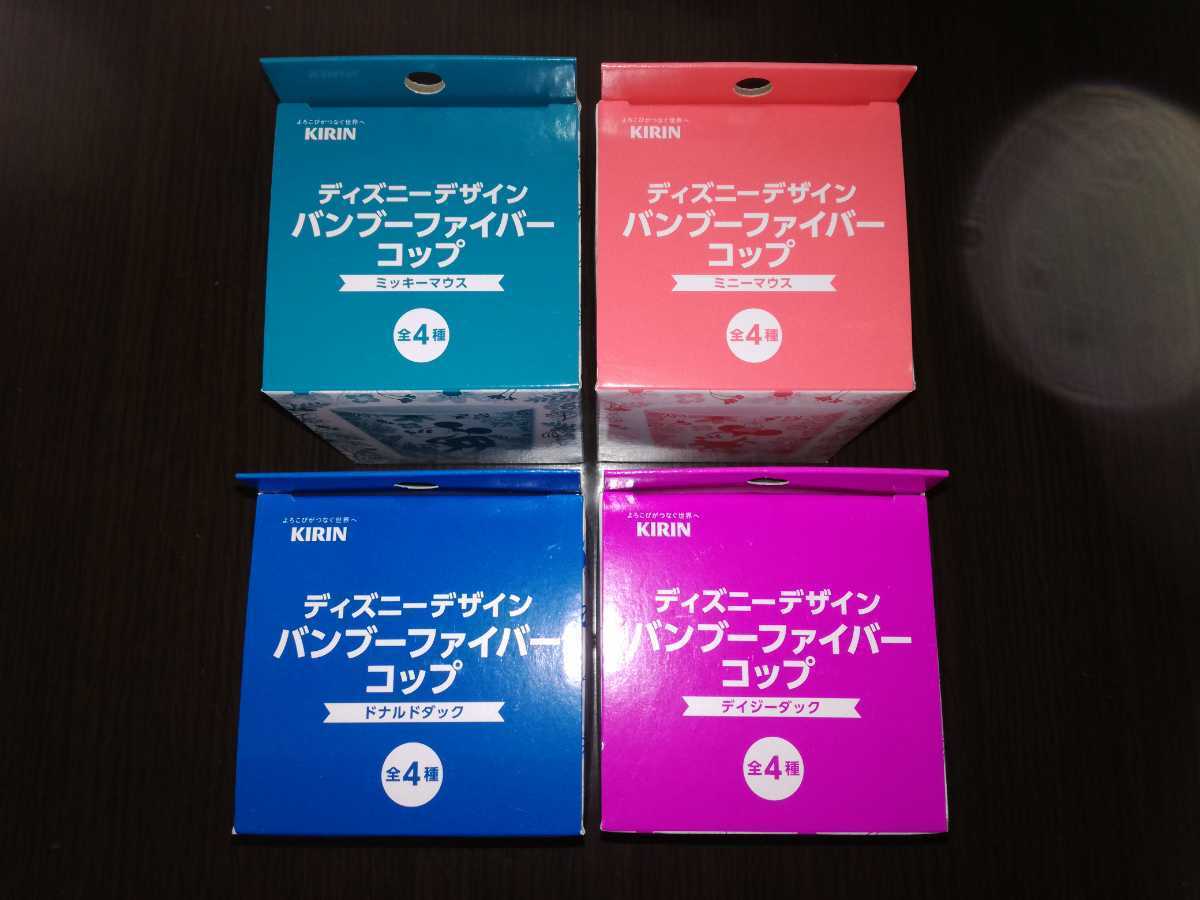 よろこびがつなぐ世界へ
KIRIN
ディズニーデザイン
バンブーファイバー
コップ
ミッキーマウス
全4種
よろこびがつなぐ世界へ
KIRIN
ディズニーデザイン
バンブーファイバー
コップ
ミニーマウス
全4種
よろこびがつなぐ世界へ
KIRIN
ディズニーデザイン
バンブーファイバー
コップ
ドナルドダック
全4種
よろこびがつなぐ世界へ
KIRIN
ディズニーデザイン
バンブーファイバー
コップ
デイジーダック
全4種